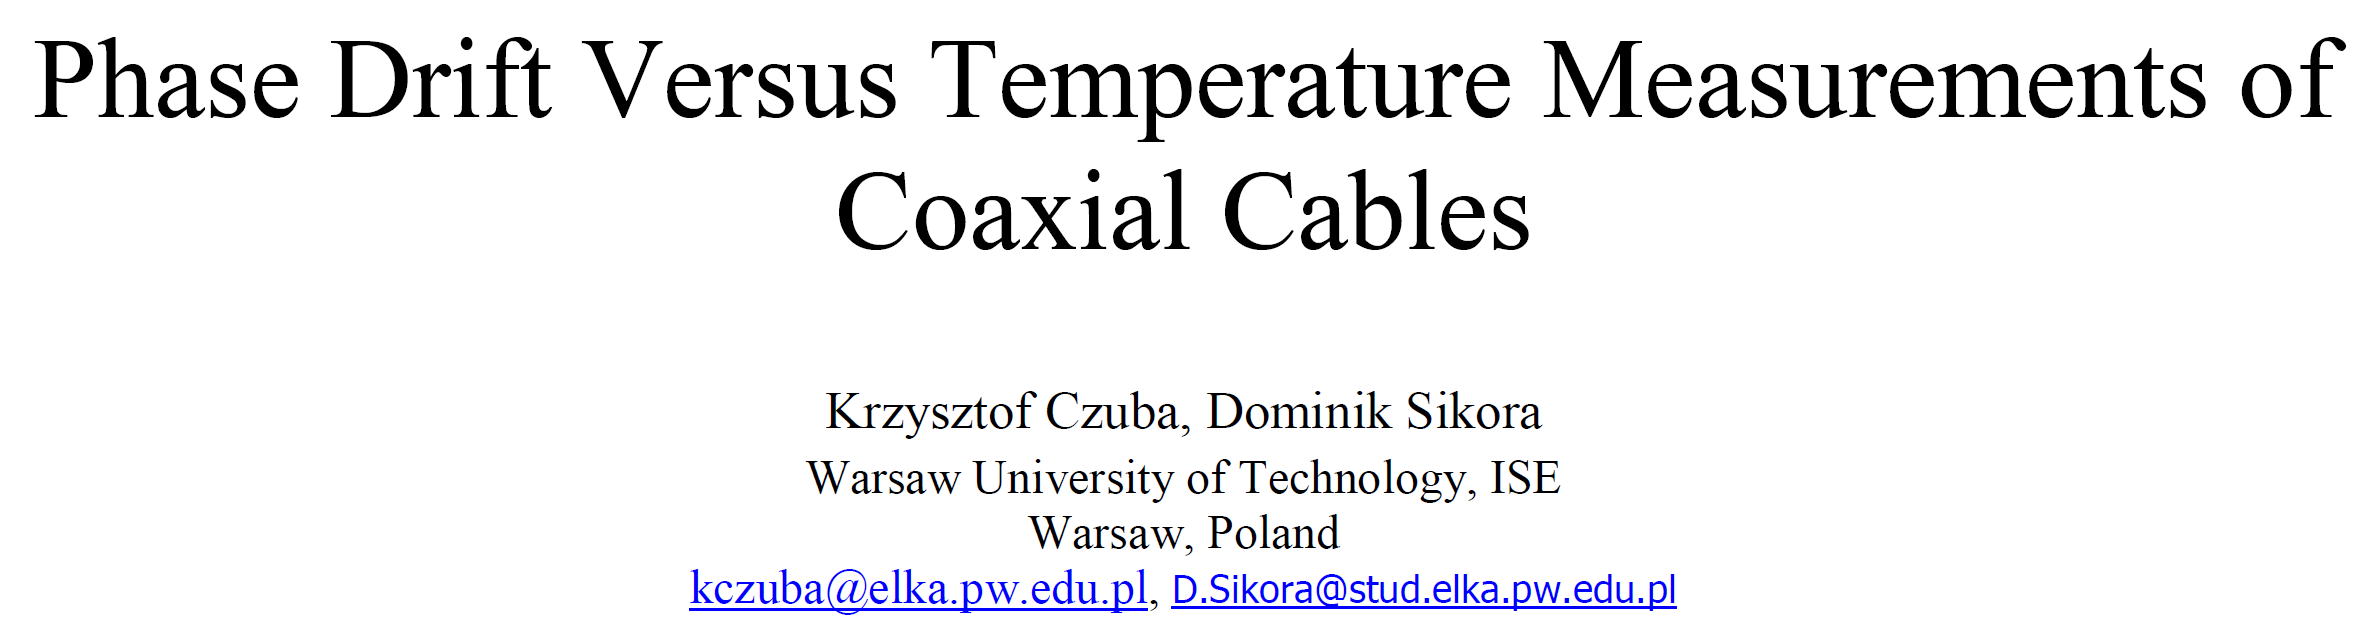 Phase Drift Versus Temperature Measurements of
Coaxial Cables
Krzysztof Czuba, Dominik Sikora
Warsaw University of Technology, ISE
Warsaw, Poland
kczuba@elka.pw.edu.pl, D.Sikora@stud.elka.pw.edu.pl